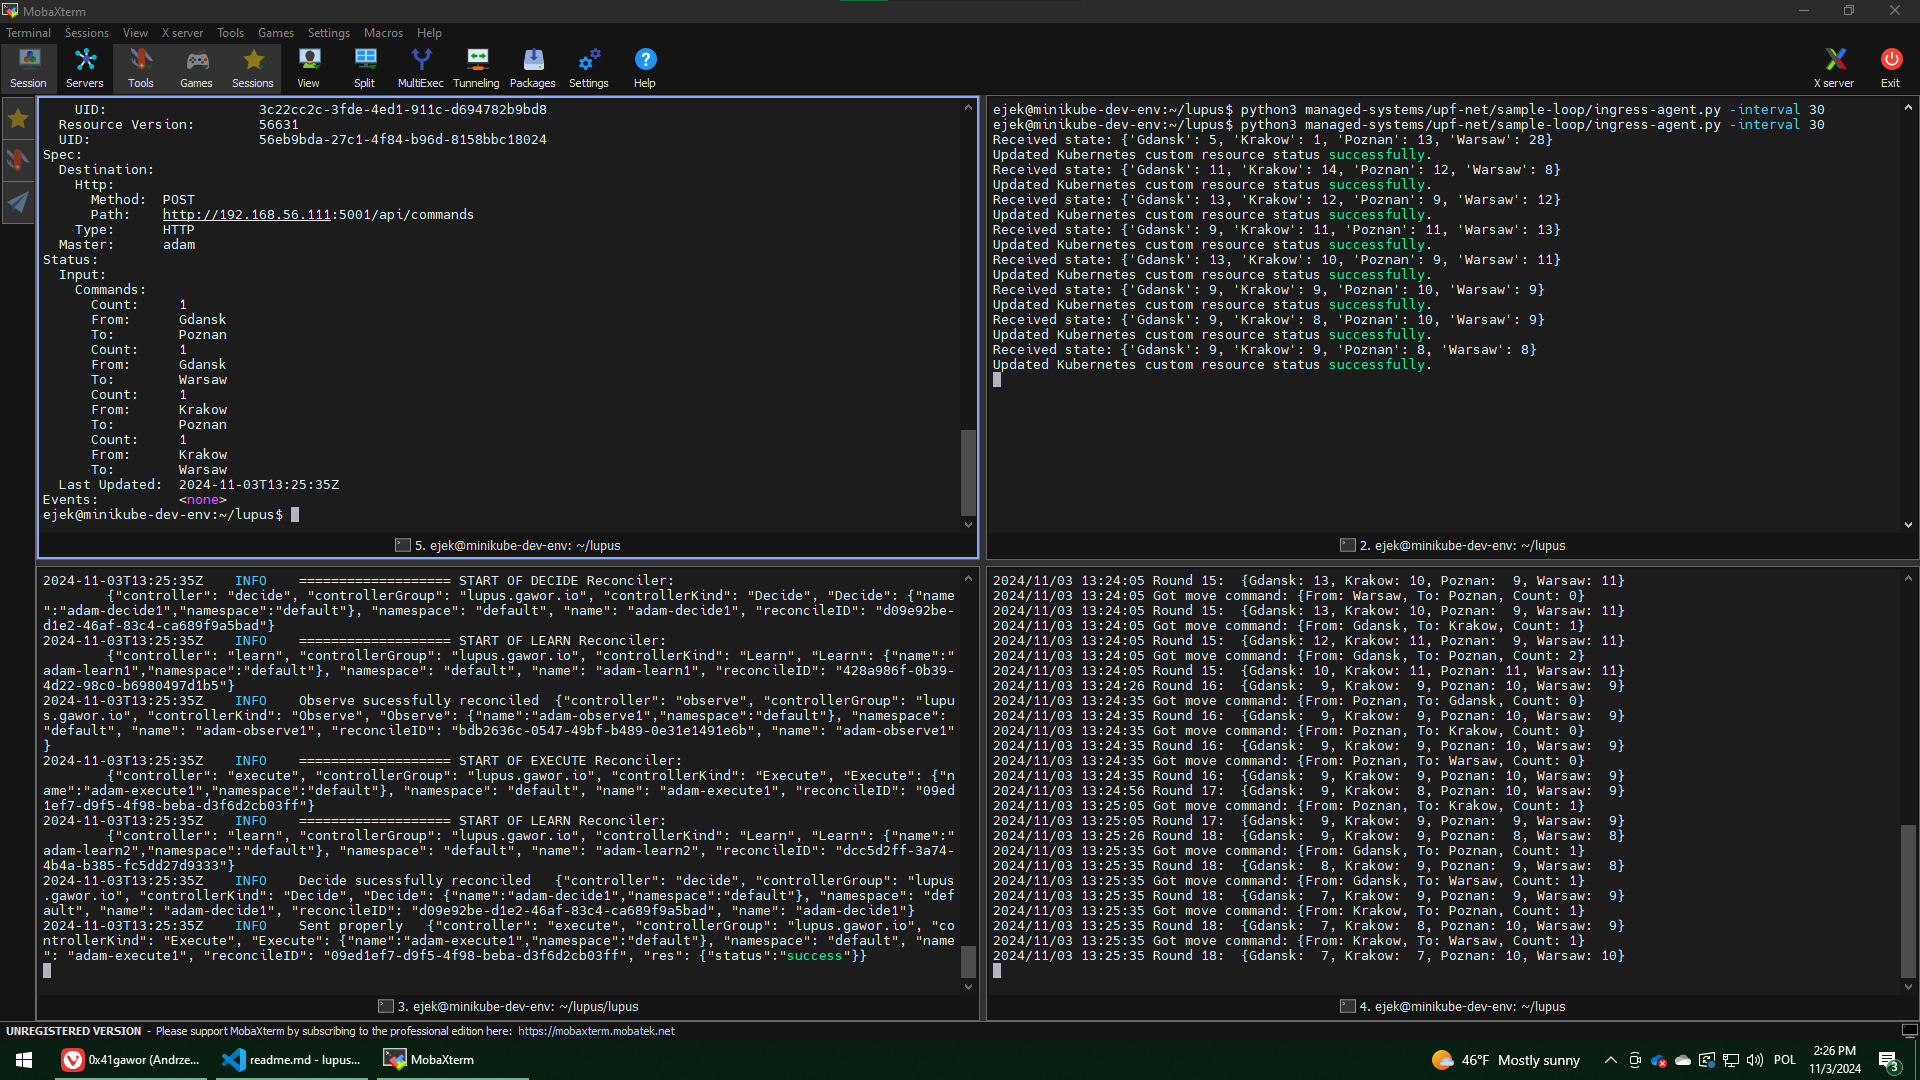 MobaXterm
Terminal Sessions View X server Tools Games Settings Macros Help
Session Servers Tools Games Sessions View Split MultiExec Tunneling Packages Settings Help X server Exit
    UID:                   3c22cc2c-3fde-4ed1-911c-d694782b9bd8
  Resource Version:        56631
  UID:                     56eb9bda-27c1-4f84-b96d-8158bbc18024
Spec:
  Destination:
    Http:
      Method:  POST
      Path:    http://192.168.56.111:5001/api/commands
    Type:      HTTP
  Master:      adam
Status:
  Input:
    Commands:
      Count:     1
      From:      Gdansk
      To:        Poznan
      Count:     1
      From:      Gdansk
      To:        Warsaw
      Count:     1
      From:      Krakow
      To:        Poznan
      Count:     1
      From:      Krakow
      To:        Warsaw
  Last Updated:  2024-11-03T13:25:35Z
Events:          <none>
ejek@minikube-dev-env:~/lupus$
5. ejek@minikube-dev-env: ~/lupus
ejek@minikube-dev-env:~/lupus$ python3 managed-systems/upf-net/sample-loop/ingress-agent.py -interval 30
ejek@minikube-dev-env:~/lupus$ python3 managed-systems/upf-net/sample-loop/ingress-agent.py -interval 30
Received state: {'Gdansk': 5, 'Krakow': 1, 'Poznan': 13, 'Warsaw': 28}
Updated Kubernetes custom resource status successfully.
Received state: {'Gdansk': 11, 'Krakow': 14, 'Poznan': 12, 'Warsaw': 8}
Updated Kubernetes custom resource status successfully.
Received state: {'Gdansk': 13, 'Krakow': 12, 'Poznan': 9, 'Warsaw': 12}
Updated Kubernetes custom resource status successfully.
Received state: {'Gdansk': 9, 'Krakow': 11, 'Poznan': 11, 'Warsaw': 13}
Updated Kubernetes custom resource status successfully.
Received state: {'Gdansk': 13, 'Krakow': 10, 'Poznan': 9, 'Warsaw': 11}
Updated Kubernetes custom resource status successfully.
Received state: {'Gdansk': 9, 'Krakow': 9, 'Poznan': 10, 'Warsaw': 9}
Updated Kubernetes custom resource status successfully.
Received state: {'Gdansk': 9, 'Krakow': 8, 'Poznan': 10, 'Warsaw': 9}
Updated Kubernetes custom resource status successfully.
Received state: {'Gdansk': 9, 'Krakow': 9, 'Poznan': 8, 'Warsaw': 8}
Updated Kubernetes custom resource status successfully.
2. ejek@minikube-dev-env: ~/lupus
2024-11-03T13:25:35Z    INFO    =================== START OF DECIDE Reconciler:
        {"controller": "decide", "controllerGroup": "lupus.gawor.io", "controllerKind": "Decide", "Decide": {"name
":"adam-decide1","namespace":"default"}, "namespace": "default", "name": "adam-decide1", "reconcileID": "d09e92be-
d1e2-46af-83c4-ca689f9a5bad"}
2024-11-03T13:25:35Z    INFO    =================== START OF LEARN Reconciler:
        {"controller": "learn", "controllerGroup": "lupus.gawor.io", "controllerKind": "Learn", "Learn": {"name":"
adam-learn1","namespace":"default"}, "namespace": "default", "name": "adam-learn1", "reconcileID": "428a986f-0b39-
4d22-98c0-b6980497d1b5"}
2024-11-03T13:25:35Z    INFO    Observe sucessfully reconciled  {"controller": "observe", "controllerGroup": "lupu
s.gawor.io", "controllerKind": "Observe", "Observe": {"name":"adam-observe1","namespace":"default"}, "namespace":
"default", "name": "adam-observe1", "reconcileID": "bdb2636c-0547-49bf-b489-0e31e1491e6b", "name": "adam-observe1"
}
2024-11-03T13:25:35Z    INFO    =================== START OF EXECUTE Reconciler:
        {"controller": "execute", "controllerGroup": "lupus.gawor.io", "controllerKind": "Execute", "Execute": {"n
ame":"adam-execute1","namespace":"default"}, "namespace": "default", "name": "adam-execute1", "reconcileID": "09ed
1ef7-d9f5-4f98-beba-d3f6d2cb03ff"}
2024-11-03T13:25:35Z    INFO    =================== START OF LEARN Reconciler:
        {"controller": "learn", "controllerGroup": "lupus.gawor.io", "controllerKind": "Learn", "Learn": {"name":"
adam-learn2","namespace":"default"}, "namespace": "default", "name": "adam-learn2", "reconcileID": "dcc5d2ff-3a74-
4b4a-b385-fc5dd27d9333"}
2024-11-03T13:25:35Z    INFO    Decide sucessfully reconciled   {"controller": "decide", "controllerGroup": "lupus
.gawor.io", "controllerKind": "Decide", "Decide": {"name":"adam-decide1","namespace":"default"}, "namespace": "def
ault", "name": "adam-decide1", "reconcileID": "d09e92be-d1e2-46af-83c4-ca689f9a5bad", "name": "adam-decide1"}
2024-11-03T13:25:35Z    INFO    Sent properly   {"controller": "execute", "controllerGroup": "lupus.gawor.io", "co
ntrollerKind": "Execute", "Execute": {"name":"adam-execute1","namespace":"default"}, "namespace": "default", "name
": "adam-execute1", "reconcileID": "09ed1ef7-d9f5-4f98-beba-d3f6d2cb03ff", "res": {"status":"success"}}
3. ejek@minikube-dev-env: ~/lupus/lupus
2024/11/03 13:24:05 Round 15:  {Gdansk: 13, Krakow: 10, Poznan:  9, Warsaw: 11}
2024/11/03 13:24:05 Got move command: {From: Warsaw, To: Poznan, Count: 0}
2024/11/03 13:24:05 Round 15:  {Gdansk: 13, Krakow: 10, Poznan:  9, Warsaw: 11}
2024/11/03 13:24:05 Got move command: {From: Gdansk, To: Krakow, Count: 1}
2024/11/03 13:24:05 Round 15:  {Gdansk: 12, Krakow: 11, Poznan:  9, Warsaw: 11}
2024/11/03 13:24:05 Got move command: {From: Gdansk, To: Poznan, Count: 2}
2024/11/03 13:24:05 Round 15:  {Gdansk: 10, Krakow: 11, Poznan: 11, Warsaw: 11}
2024/11/03 13:24:26 Round 16:  {Gdansk:  9, Krakow:  9, Poznan: 10, Warsaw:  9}
2024/11/03 13:24:35 Got move command: {From: Poznan, To: Gdansk, Count: 0}
2024/11/03 13:24:35 Round 16:  {Gdansk:  9, Krakow:  9, Poznan: 10, Warsaw:  9}
2024/11/03 13:24:35 Got move command: {From: Poznan, To: Krakow, Count: 0}
2024/11/03 13:24:35 Round 16:  {Gdansk:  9, Krakow:  9, Poznan: 10, Warsaw:  9}
2024/11/03 13:24:35 Got move command: {From: Poznan, To: Warsaw, Count: 0}
2024/11/03 13:24:35 Round 16:  {Gdansk:  9, Krakow:  9, Poznan: 10, Warsaw:  9}
2024/11/03 13:24:56 Round 17:  {Gdansk:  9, Krakow:  8, Poznan: 10, Warsaw:  9}
2024/11/03 13:25:05 Got move command: {From: Poznan, To: Krakow, Count: 1}
2024/11/03 13:25:05 Round 17:  {Gdansk:  9, Krakow:  9, Poznan:  9, Warsaw:  9}
2024/11/03 13:25:26 Round 18:  {Gdansk:  9, Krakow:  9, Poznan:  8, Warsaw:  8}
2024/11/03 13:25:35 Got move command: {From: Gdansk, To: Poznan, Count: 1}
2024/11/03 13:25:35 Round 18:  {Gdansk:  8, Krakow:  9, Poznan:  9, Warsaw:  8}
2024/11/03 13:25:35 Got move command: {From: Gdansk, To: Warsaw, Count: 1}
2024/11/03 13:25:35 Round 18:  {Gdansk:  7, Krakow:  9, Poznan:  9, Warsaw:  9}
2024/11/03 13:25:35 Got move command: {From: Krakow, To: Poznan, Count: 1}
2024/11/03 13:25:35 Round 18:  {Gdansk:  7, Krakow:  8, Poznan: 10, Warsaw:  9}
2024/11/03 13:25:35 Got move command: {From: Krakow, To: Warsaw, Count: 1}
2024/11/03 13:25:35 Round 18:  {Gdansk:  7, Krakow:  7, Poznan: 10, Warsaw: 10}
4. ejek@minikube-dev-env: ~/lupus
UNREGISTERED VERSION - Please support MobaXterm by subscribing to the professional edition here: https://mobaxterm.mobatek.net
0x41gawor (Andrze... readme.md - lupus... MobaXterm 46°F Mostly sunny POL 2:26 PM
11/3/2024 3